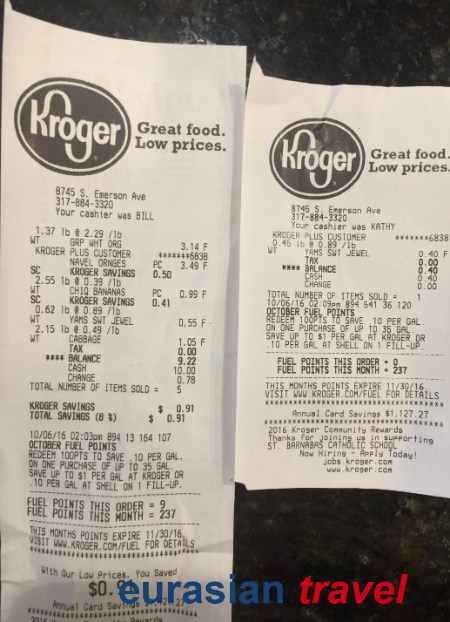 Kroger
Great food.
Low prices.
8745 S. Emerson Ave
317-884-3320
Your cashier was BILL
1.37 lb @ 2.29 /lb
WT GRP WHT ORG 3.14 F
KROGER PLUS CUSTOMER *******6838
NAVEL ORNGES PC 3.49 F
SC KROGER SAVINGS 0.50
2.55 lb @ 0.39 /lb
WT CHIQ BANANAS PC 0.99 F
SC KROGER SAVINGS 0.41
0.62 lb @ 0.89 /lb
WT YAMS SWT JEWEL 0.55 F
2.15 lb @ 0.49 /lb
WT CABBAGE 1.05 F
TAX 0.00
**** BALANCE 9.22
CASH 10.00
CHANGE 0.78
TOTAL NUMBER OF ITEMS SOLD = 5
KROGER SAVINGS $ 0.91
TOTAL SAVINGS (8 %) $ 0.91
10/06/16 02:03pm 894 13 164 107
OCTOBER FUEL POINTS
REDEEM 100PTS TO SAVE .10 PER GAL.
ON ONE PURCHASE OF UP TO 35 GAL
SAVE UP TO $1 PER GAL AT KROGER OR
.10 PER GAL AT SHELL ON 1 FILL-UP.
FUEL POINTS THIS ORDER = 9
FUEL POINTS THIS MONTH = 237
THIS MONTHS POINTS EXPIRE 11/30/16
VISIT WWW.KROGER.COM/FUEL FOR DETAILS
With Our Low Prices, You Saved
$0.91
Annual Card Savings $1,127.27
2016 Kroger Community Rewards
Kroger
Great food.
Low prices.
8745 S. Emerson Ave
317-884-3320
Your cashier was KATHY
KROGER PLUS CUSTOMER *******6838
0.45 lb @ 0.89 /lb
WT YAMS SWT JEWEL 0.40 F
TAX 0.00
**** BALANCE 0.40
CASH 0.40
CHANGE 0.00
TOTAL NUMBER OF ITEMS SOLD = 1
10/06/16 02:09pm 894 541 36 120
OCTOBER FUEL POINTS
REDEEM 100PTS TO SAVE .10 PER GAL
ON ONE PURCHASE OF UP TO 35 GAL
SAVE UP TO $1 PER GAL AT KROGER OR
.10 PER GAL AT SHELL ON 1 FILL-UP.
FUEL POINTS THIS ORDER = 0
FUEL POINTS THIS MONTH = 237
THIS MONTHS POINTS EXPIRE 11/30/16
VISIT WWW.KROGER.COM/FUEL FOR DETAILS
Annual Card Savings $1,127.27
2016 Kroger Community Rewards
Thanks for joining us in supporting
ST. BARNABAS CATHOLIC SCHOOL
Now Hiring - Apply Today!
jobs.kroger.com
www.kroger.com
eurasian travel